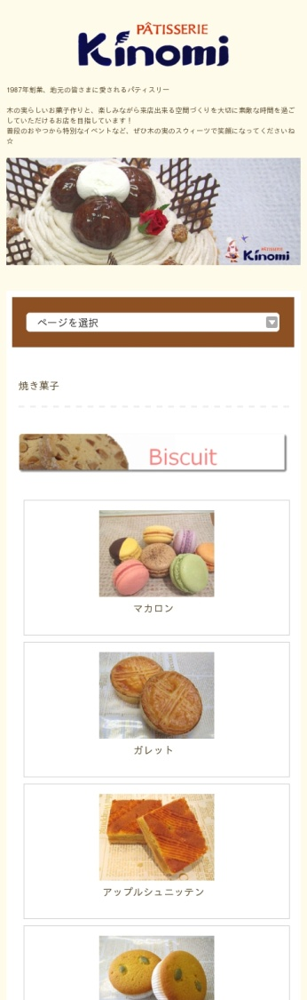 PÂTISSERIE
Kinomi
1987年創業、地元の皆さまに愛されるパティスリー
木の実らしいお菓子作りと、楽しみながら来店出来る空間づくりを大切に素敵な時間を過ご
していただけるお店を目指しています！
普段のおやつから特別なイベントなど、ぜひ木の実のスウィーツで笑顔になってくださいね
☆
PÂTISSERIE
Kinomi
ページを選択
焼き菓子
Biscuit
マカロン
ガレット
アップルシュニッテン